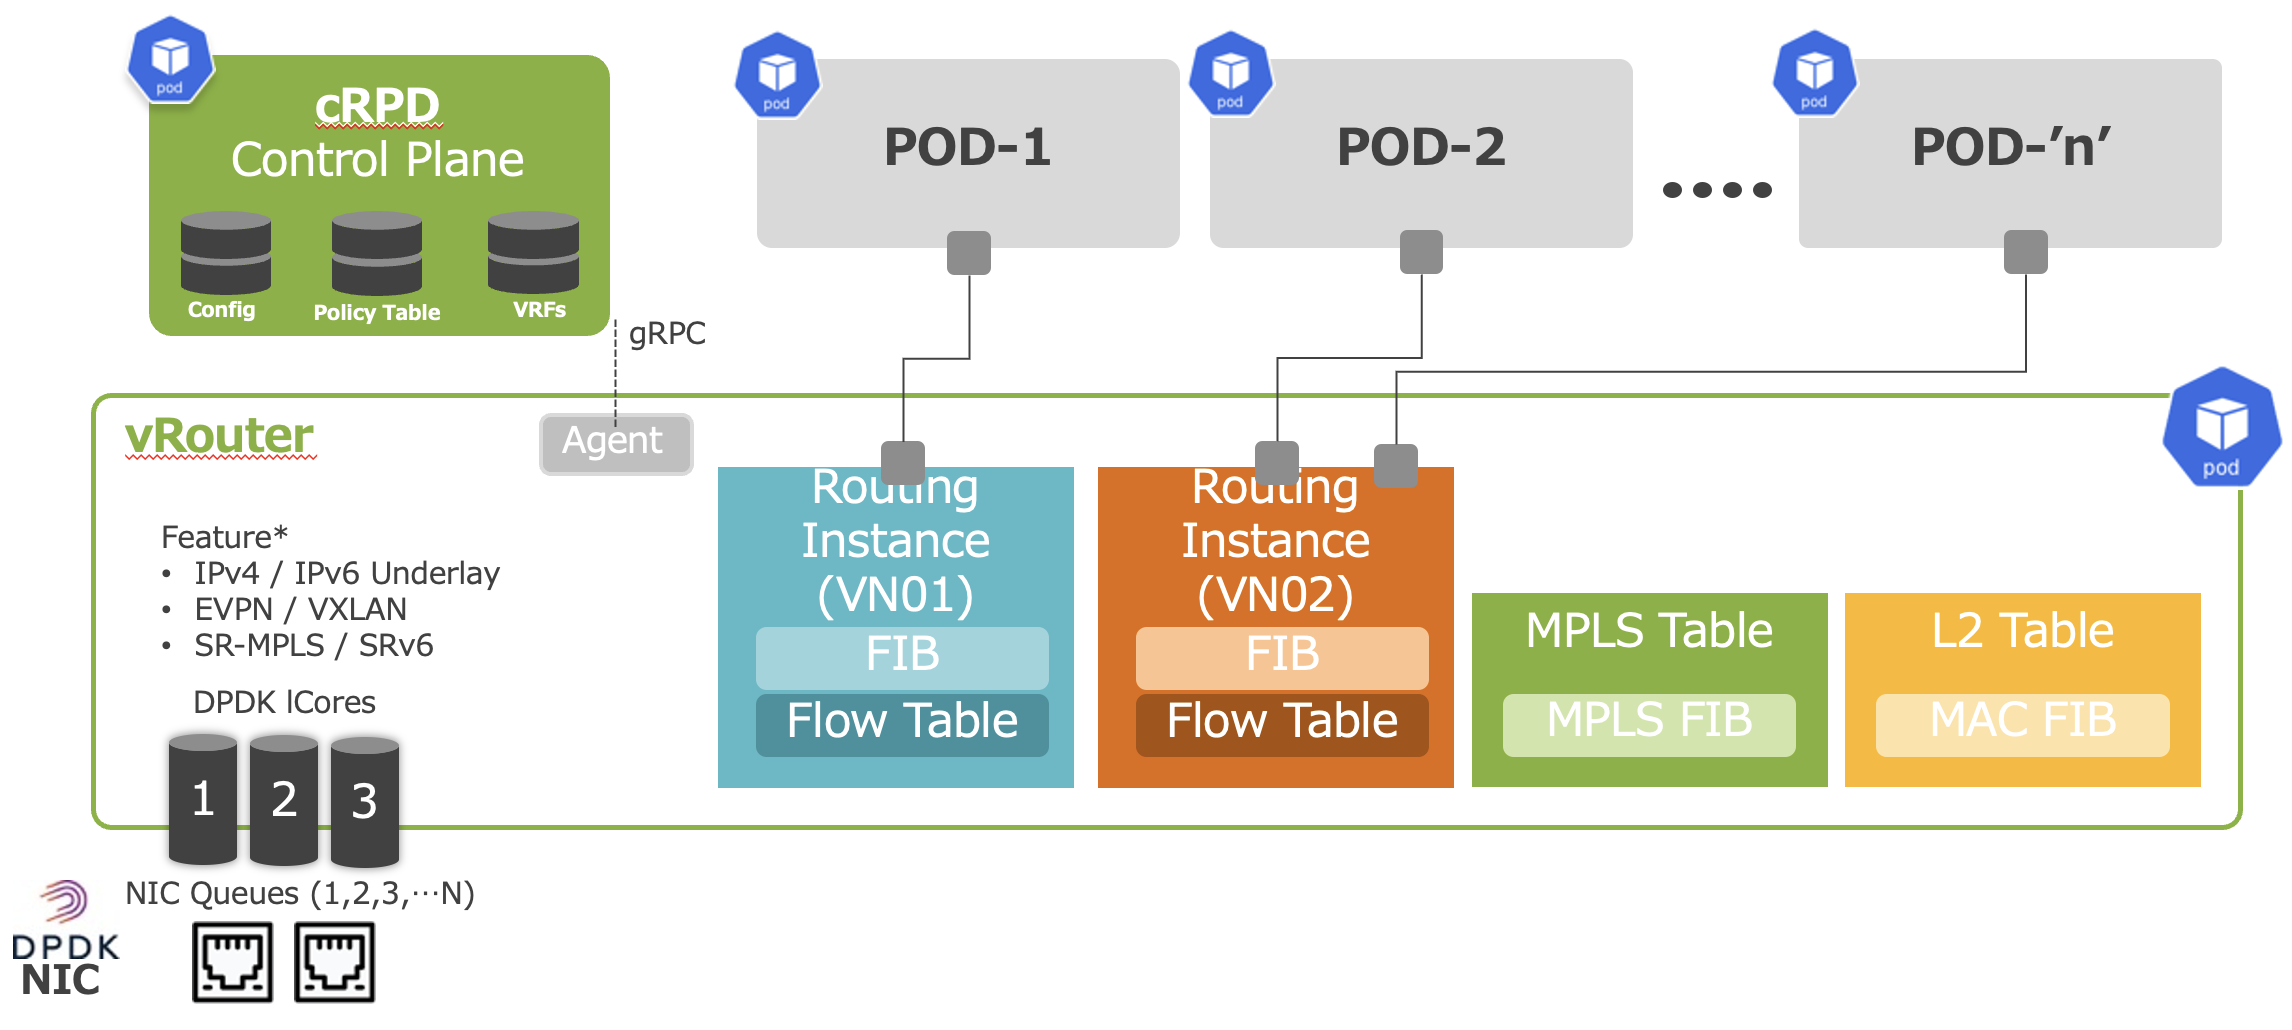 pod
cRPD
Control Plane
Config
Policy Table
VRFs
gRPC
pod
POD-1
pod
POD-2
pod
POD-’n’
pod
vRouter
Agent
Feature*
• IPv4 / IPv6 Underlay
• EVPN / VXLAN
• SR-MPLS / SRv6
DPDK lCores
1
2
3
NIC Queues (1,2,3,…N)
DPDK
NIC
Routing
Instance
(VN01)
FIB
Flow Table
Routing
Instance
(VN02)
FIB
Flow Table
MPLS Table
MPLS FIB
L2 Table
MAC FIB